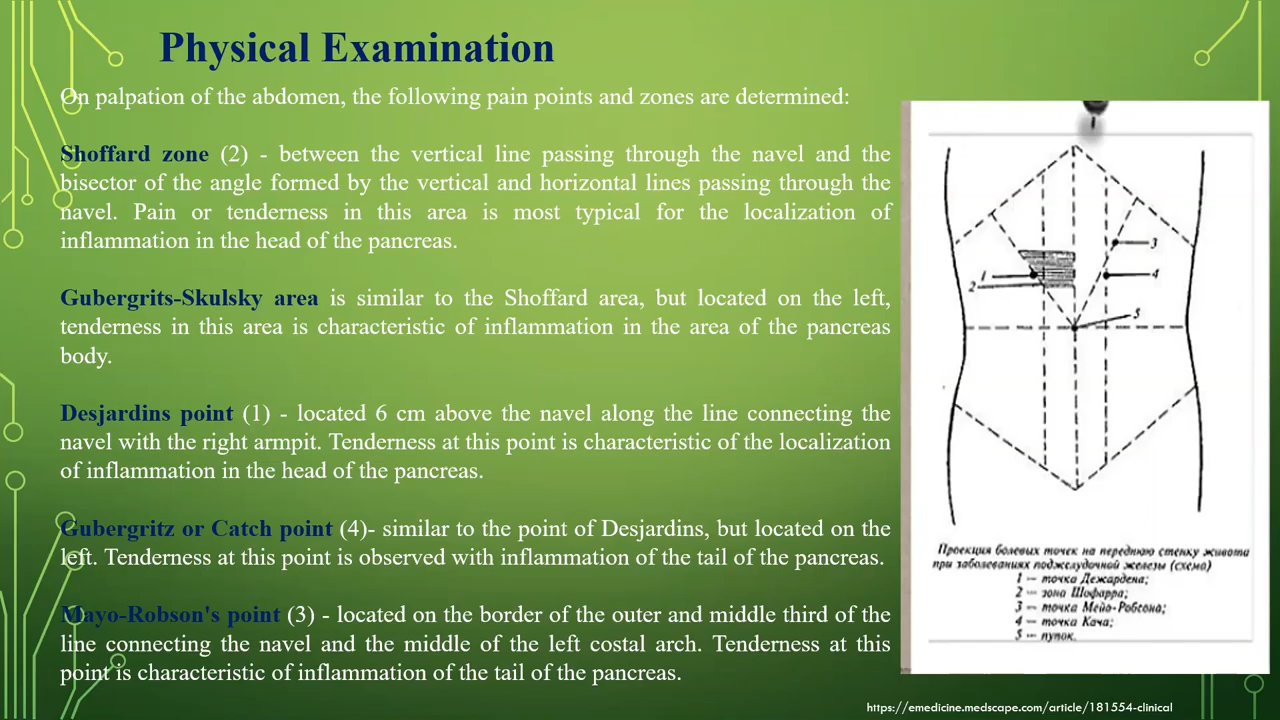 Physical Examination
On palpation of the abdomen, the following pain points and zones are determined:
Shoffard zone (2) - between the vertical line passing through the navel and the
bisector of the angle formed by the vertical and horizontal lines passing through the
navel. Pain or tenderness in this area is most typical for the localization of
inflammation in the head of the pancreas.
Gubergrits-Skulsky area is similar to the Shoffard area, but located on the left,
tenderness in this area is characteristic of inflammation in the area of the pancreas
body.
Desjardins point (1) - located 6 cm above the navel along the line connecting the
navel with the right armpit. Tenderness at this point is characteristic of the localization
of inflammation in the head of the pancreas.
Gubergritz or Catch point (4)- similar to the point of Desjardins, but located on the
left. Tenderness at this point is observed with inflammation of the tail of the pancreas.
Mayo-Robson's point (3) - located on the border of the outer and middle third of the
line connecting the navel and the middle of the left costal arch. Tenderness at this
point is characteristic of inflammation of the tail of the pancreas.
1
2
3
4
5
Проекция болевых точек на переднюю стенку живота
при заболеваниях поджелудочной железы (схема)
1 — точка Дежардена;
2 — зона Шофарра;
3 — точка Мейо-Робсона;
4 — точка Кача;
5 — пупок.
https://emedicine.medscape.com/article/181554-clinical